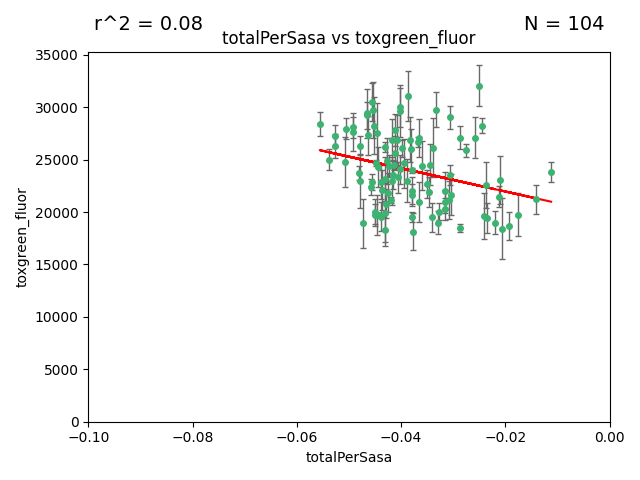 r^2 = 0.08
N = 104
totalPerSasa vs toxgreen_fluor
35000
30000
25000
20000
15000
10000
5000
0
toxgreen_fluor
−0.10
−0.08
−0.06
−0.04
−0.02
0.00
totalPerSasa